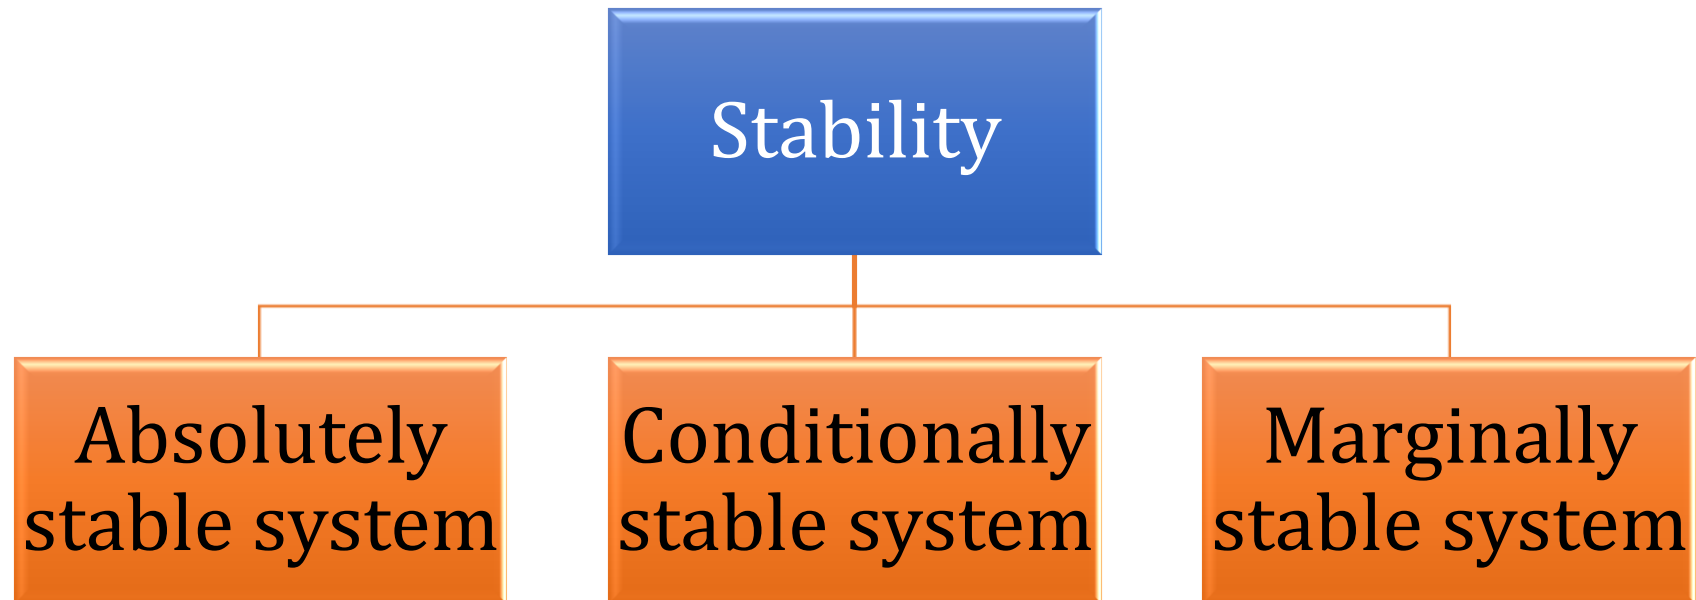 Stability
Absolutely
stable system
Conditionally
stable system
Marginally
stable system